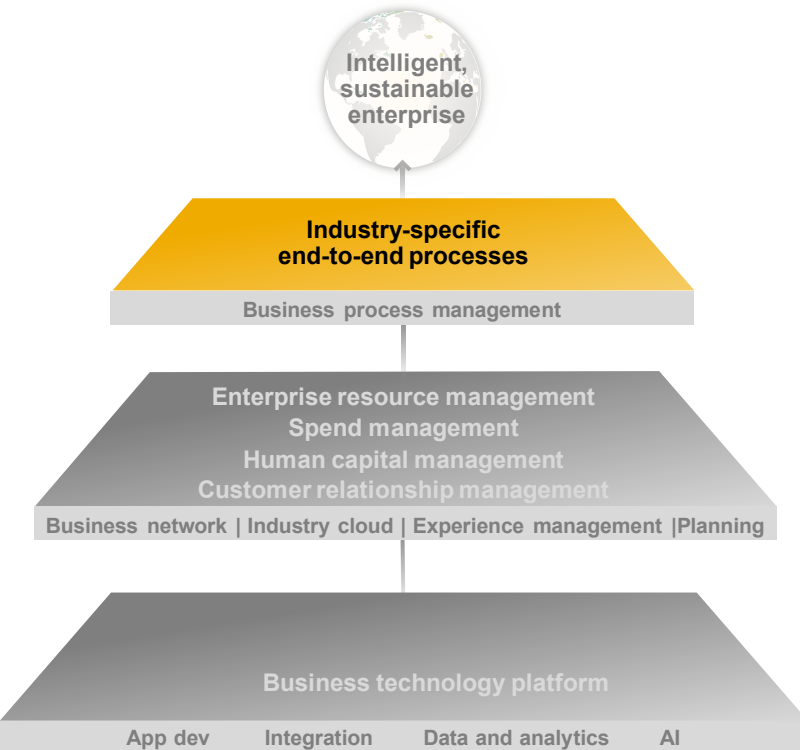 Intelligent,
sustainable
enterprise
Industry-specific
end-to-end processes
Business process management
Enterprise resource management
Spend management
Human capital management
Customer relationship management
Business network | Industry cloud | Experience management |Planning
Business technology platform
App dev Integration Data and analytics AI